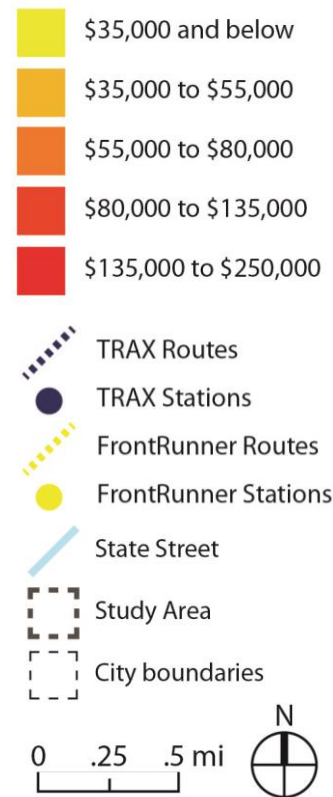 $35,000 and below
$35,000 to $55,000
$55,000 to $80,000
$80,000 to $135,000
$135,000 to $250,000
TRAX Routes
TRAX Stations
FrontRunner Routes
FrontRunner Stations
State Street
Study Area
City boundaries
N
0 .25 .5 mi